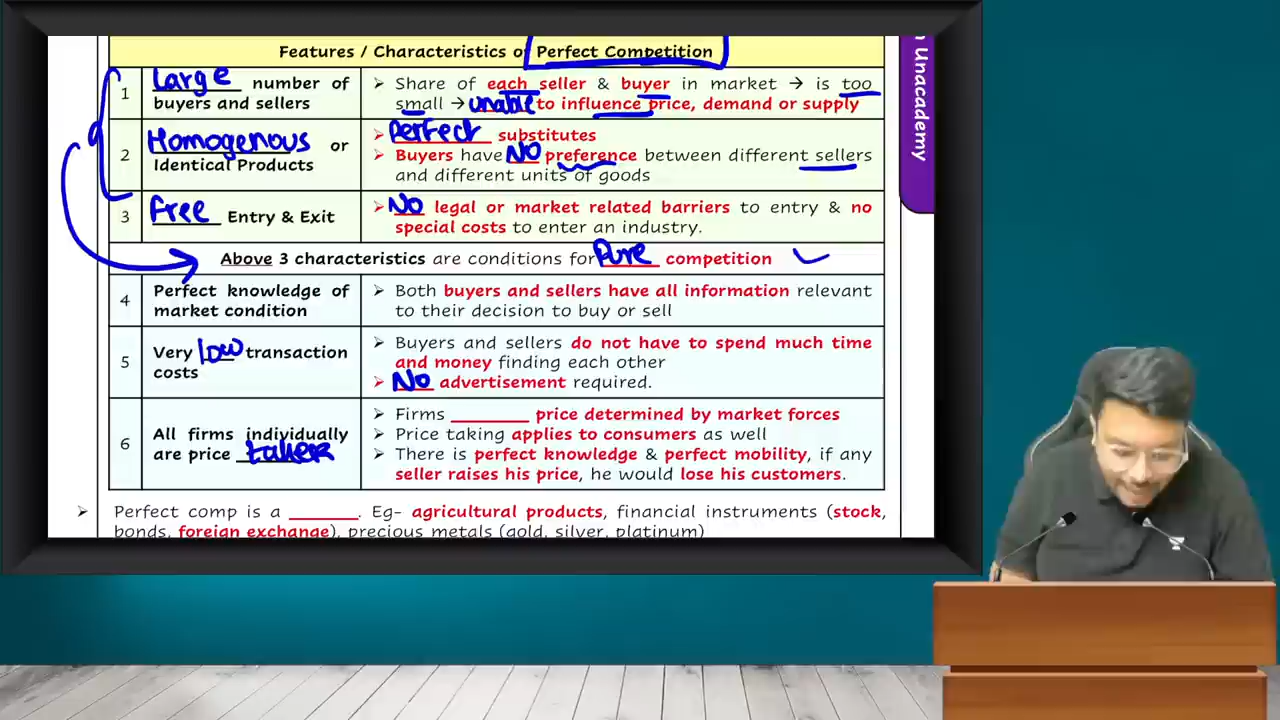 Features / Characteristics of Perfect Competition
1 Large number of buyers and sellers
➤ Share of each seller & buyer in market → is too
small → unable to influence price, demand or supply
2 Homogenous or
Identical Products
➤ Perfect substitutes
➤ Buyers have NO preference between different sellers
and different units of goods
3 Free Entry & Exit
➤ No legal or market related barriers to entry & no
special costs to enter an industry.
Above 3 characteristics are conditions for Pure competition
4 Perfect knowledge of
market condition
➤ Both buyers and sellers have all information relevant
to their decision to buy or sell
5 Very low transaction
costs
➤ Buyers and sellers do not have to spend much time
and money finding each other
➤ No advertisement required.
6 All firms individually
are price taker
➤ Firms ________ price determined by market forces
➤ Price taking applies to consumers as well
➤ There is perfect knowledge & perfect mobility, if any
seller raises his price, he would lose his customers.
➤ Perfect comp is a _______. Eg- agricultural products, financial instruments (stock,
bonds, foreign exchange), precious metals (gold, silver, platinum)
Unacademy